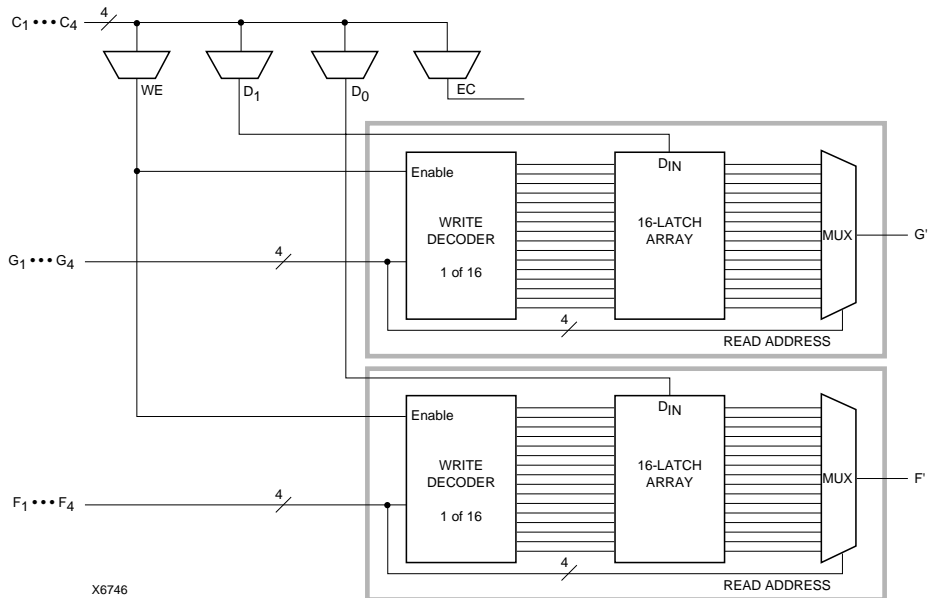 C1 ••• C4
4
WE
D1
D0
EC
Enable
WRITE
DECODER
1 of 16
DIN
16-LATCH
ARRAY
MUX
G'
G1 ••• G4
4
4
READ ADDRESS
Enable
WRITE
DECODER
1 of 16
DIN
16-LATCH
ARRAY
MUX
F'
F1 ••• F4
4
4
READ ADDRESS
X6746